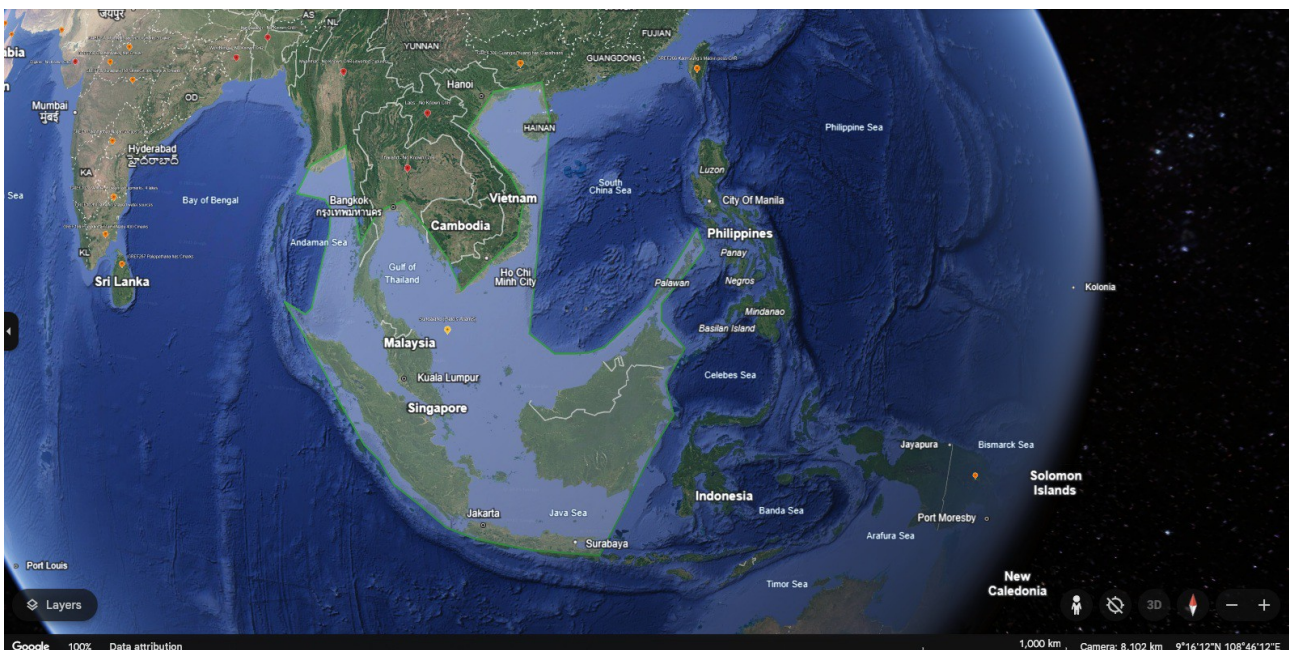 जयपुर
AS
NL
YUNNAN
FUJIAN
GUANGDONG
Hanoi
OD
Mumbai
मुंबई
HAINAN
Philippine Sea
Hyderabad
హైదరాబాద్
Luzon
KA
South
China Sea
Sea
Bay of Bengal
Bangkok
กรุงเทพมหานคร
Vietnam
City Of Manila
Cambodia
Philippines
Andaman Sea
KL
Panay
Gulf of
Thailand
Ho Chi
Minh City
Sri Lanka
Palawan
Negros
Kolonia
Mindanao
Basilan Island
Malaysia
Kuala Lumpur
Celebes Sea
Singapore
Jayapura
Bismarck Sea
Solomon
Islands
Indonesia
Jakarta
Java Sea
Banda Sea
Port Moresby
Surabaya
Arafura Sea
Port Louis
Timor Sea
New
Caledonia
Layers
3D
Google
100%
Data attribution
1,000 km
Camera: 8,102 km
9°16'12"N 108°46'12"E